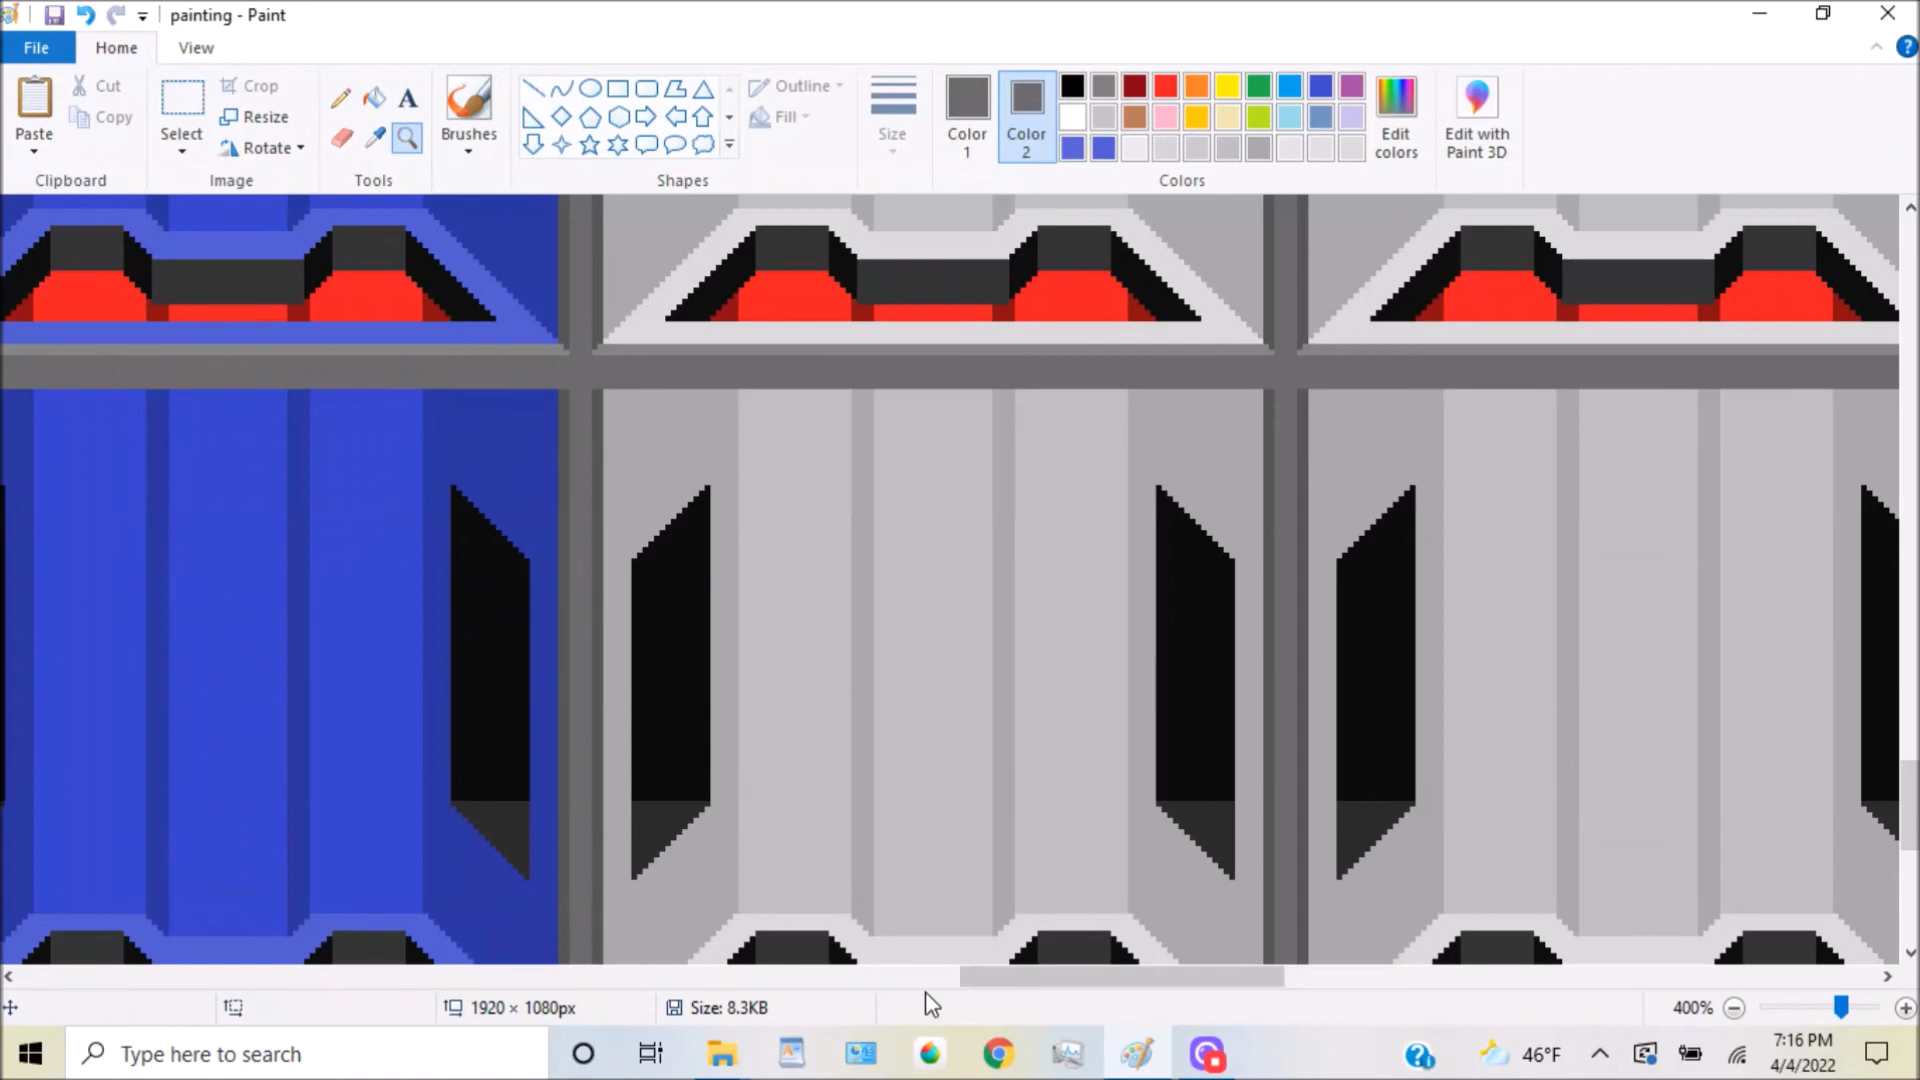 painting - Paint
File
Home
View
Paste
Cut
Copy
Clipboard
Select
Crop
Resize
Rotate
Image
A
Tools
Brushes
Shapes
Outline
Fill
Size
Color
1
Color
2
Edit
colors
Colors
Edit with
Paint 3D
?
1920 × 1080px
Size: 8.3KB
400%
Type here to search
?
46°F
7:16 PM
4/4/2022